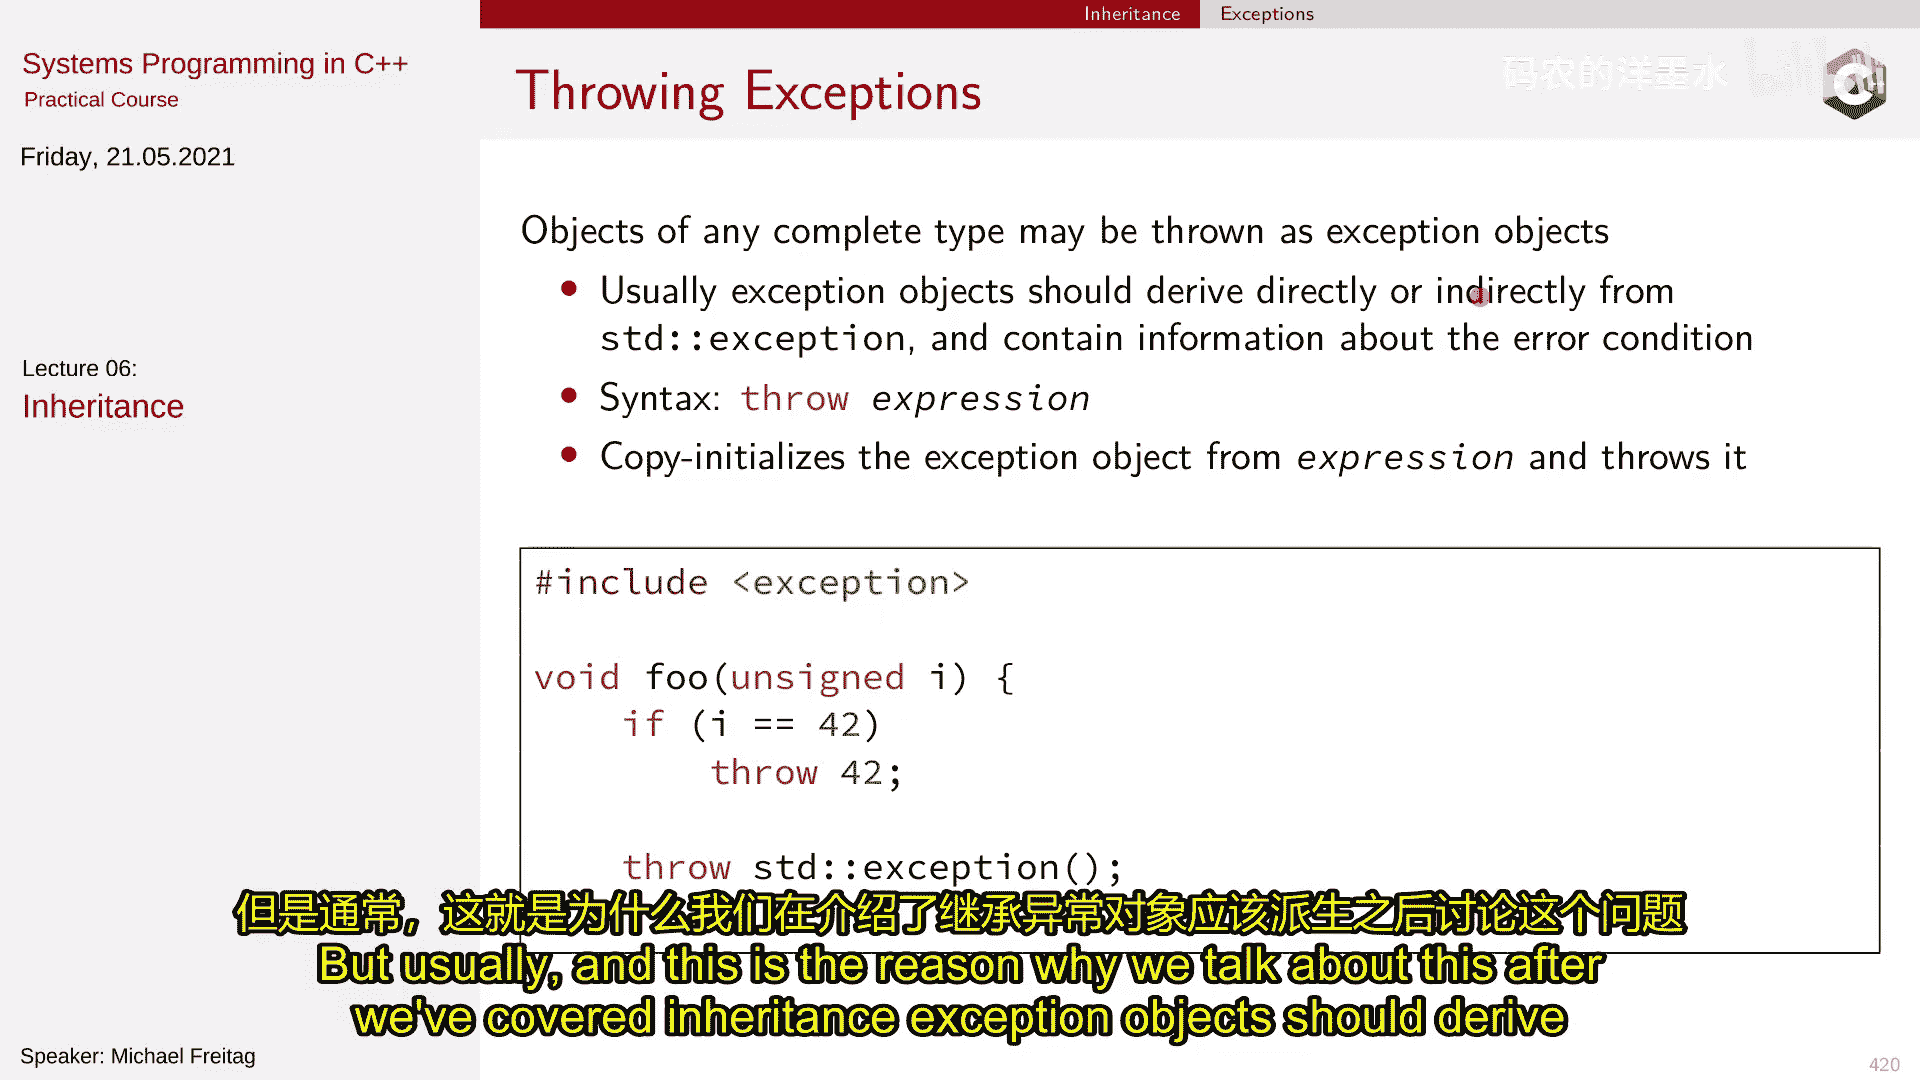 Inheritance Exceptions
Systems Programming in C++
Practical Course
Friday, 21.05.2021
Lecture 06:
Inheritance
Throwing Exceptions
码农的洋墨水
Objects of any complete type may be thrown as exception objects
• Usually exception objects should derive directly or indirectly from
std::exception, and contain information about the error condition
• Syntax: throw expression
• Copy-initializes the exception object from expression and throws it
#include <exception>
void foo(unsigned i) {
if (i == 42)
throw 42;
throw std::exception();
但是通常，这就是为什么我们在介绍了继承异常对象应该派生之后讨论这个问题
But usually, and this is the reason why we talk about this after
we've covered inheritance exception objects should derive
Speaker: Michael Freitag
420